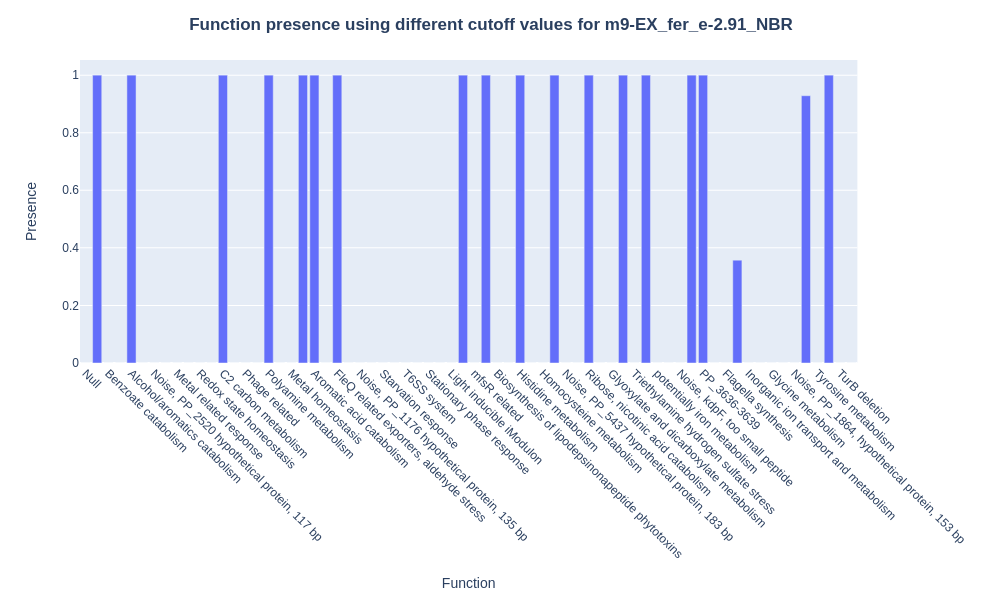 Function presence using different cutoff values for m9-EX_fer_e-2.91_NBR
Presence
1
0.8
0.6
0.4
0.2
0
Null
Benzoate catabolism
Alcohol/aromatics catabolism
Noise, PP_2520 hypothetical protein, 117 bp
Metal related response
Redox state homeostasis
C2 carbon metabolism
Phage related
Polyamine metabolism
Metal homeostasis
Aromatic acid catabolism
FleQ related exporters, aldehyde stress
Noise, PP_1176 hypothetical protein, 135 bp
Starvation response
T6SS system
Stationary phase response
Light inducible iModulon
mfsR related
Biosynthesis of lipodepsinonapeptide phytotoxins
Histidine metabolism
Homocysteine metabolism
Noise, PP_5437 hypothetical protein, 183 bp
Ribose, nicotinic acid catabolism
Glyoxylate and dicarboxylate metabolism
Triethylamine hydrogen sulfate stress
potentially iron metabolism
Noise, kdpF, too small peptide
PP_3636-3639
Flagella synthesis
Inorganic ion transport and metabolism
Glycine metabolism
Noise, PP_1864, hypothetical protein, 153 bp
Tyrosine metabolism
TurB deletion
Function